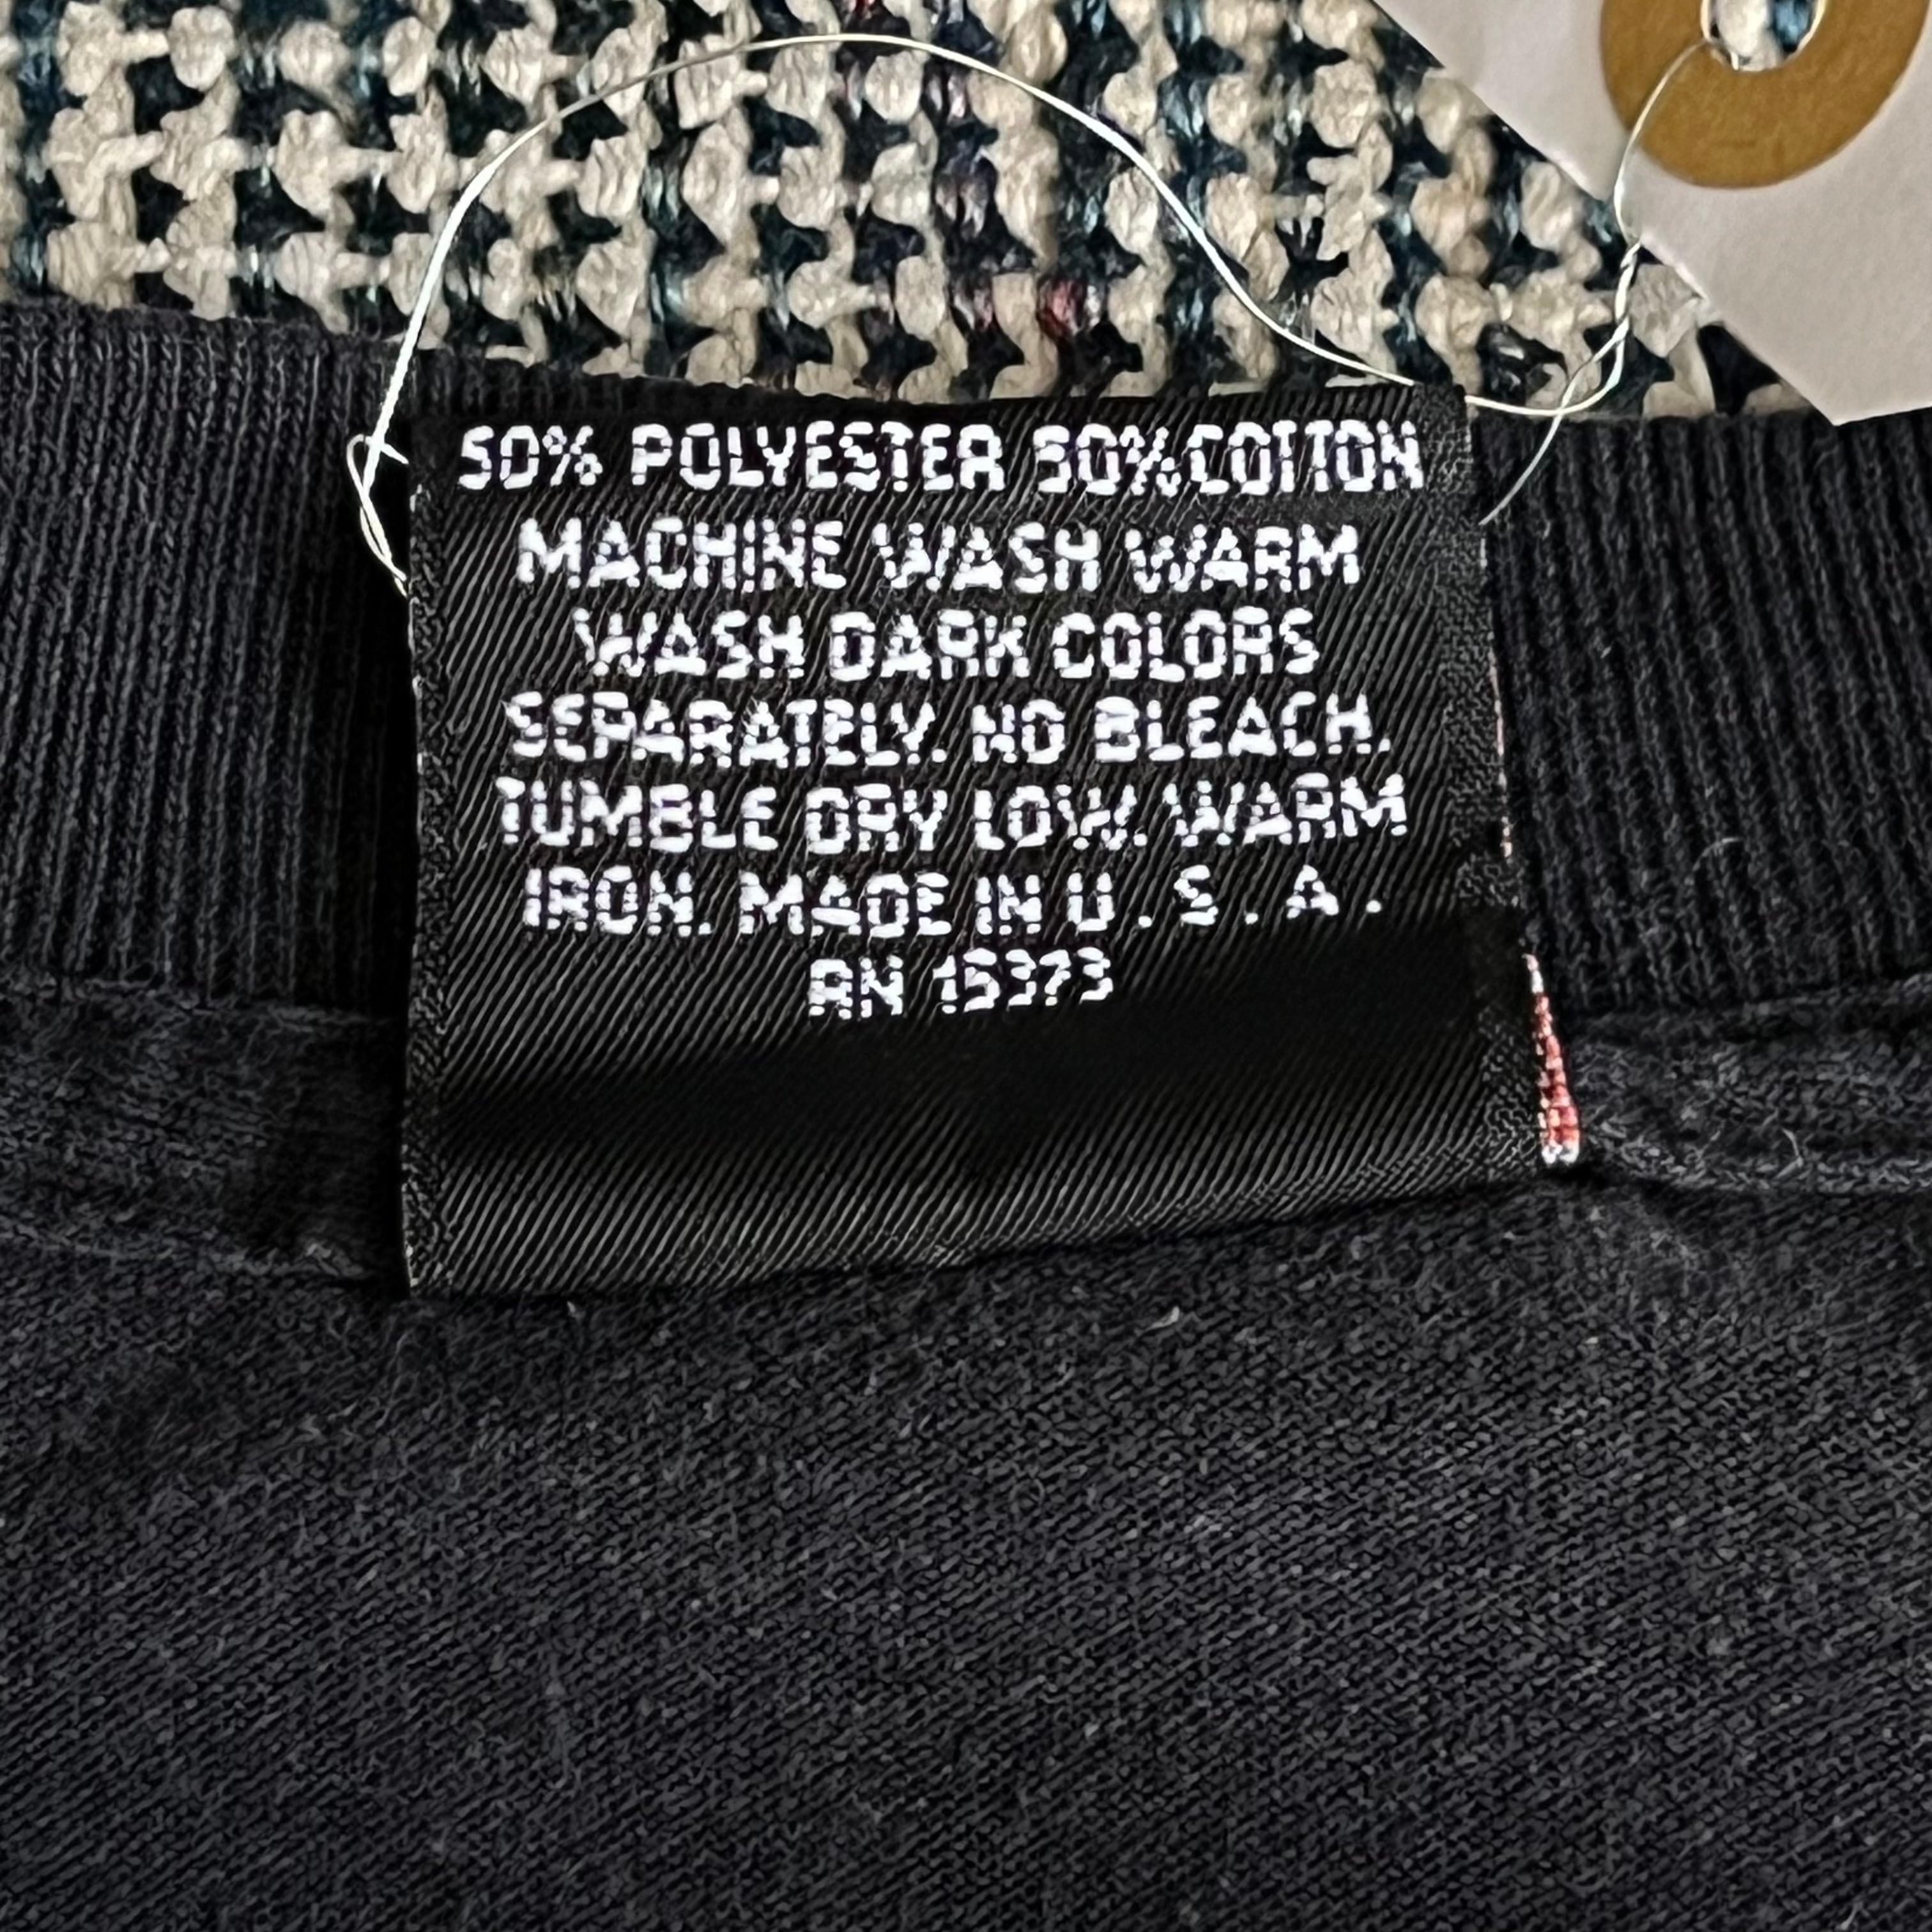 50% POLYESTER 50%COTTON
MACHINE WASH WARM
WASH DARK COLORS
SEPARATELY. NO BLEACH.
TUMBLE DRY LOW. WARM
IRON. MADE IN U.S.A.
RN 15373